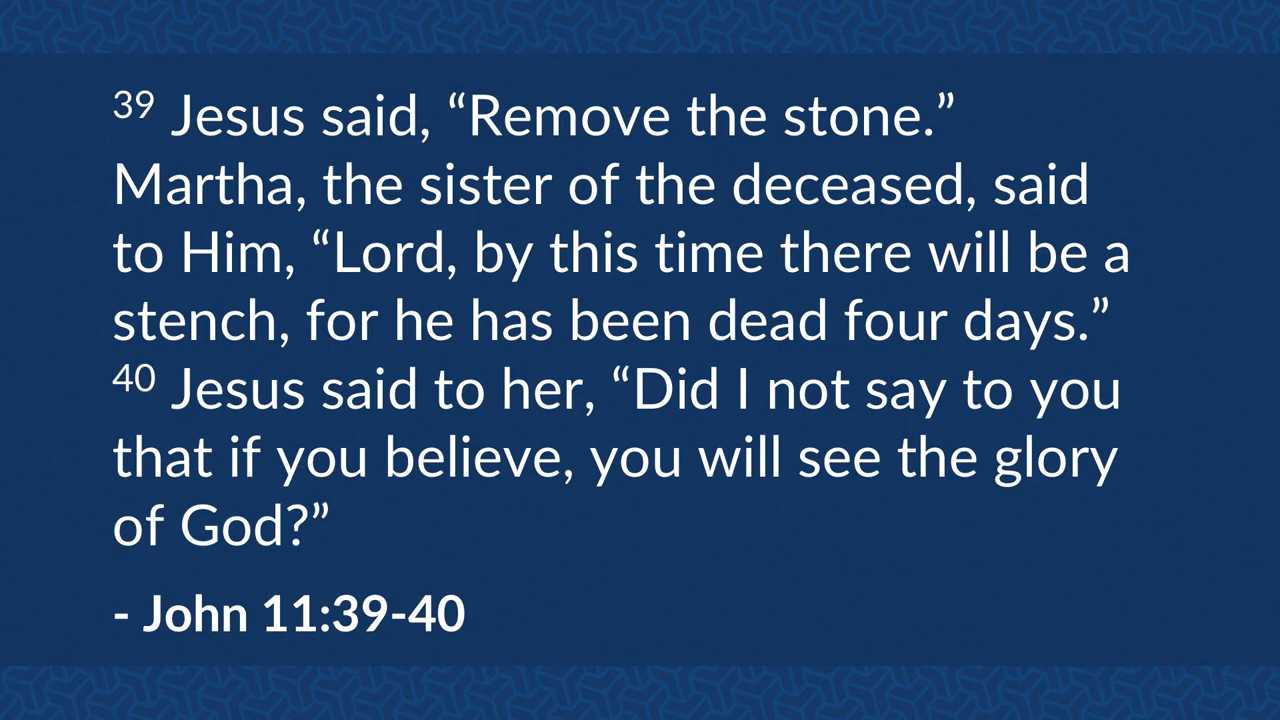 39 Jesus said, “Remove the stone.”
Martha, the sister of the deceased, said
to Him, “Lord, by this time there will be a
stench, for he has been dead four days.”
40 Jesus said to her, “Did I not say to you
that if you believe, you will see the glory
of God?”
- John 11:39-40